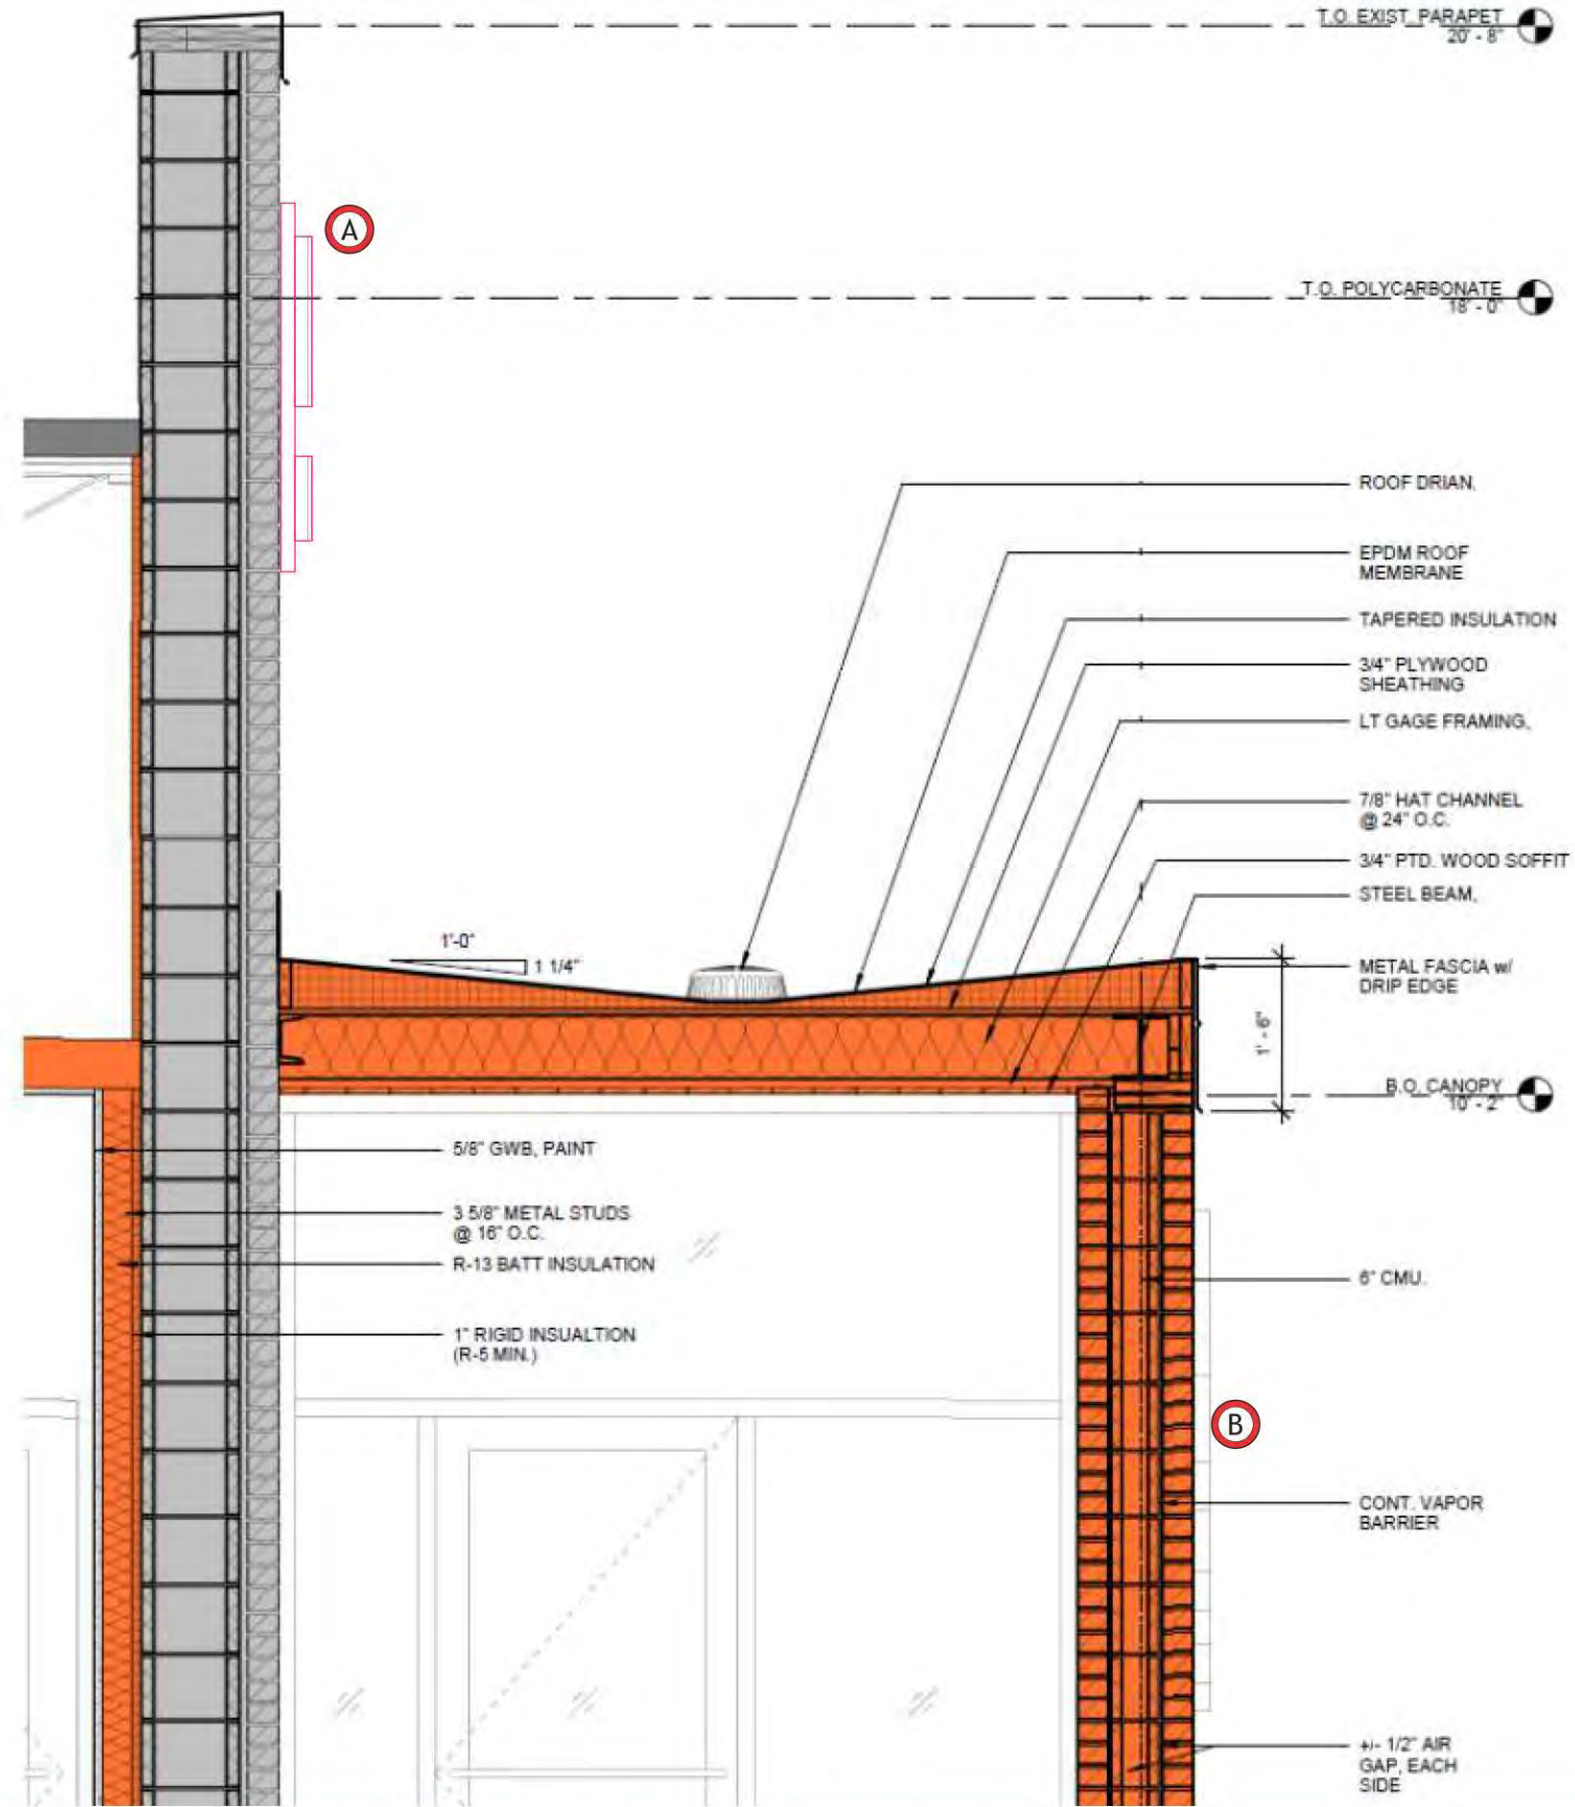 T.O. EXIST. PARAPET
20' - 8"
A
T.O. POLYCARBONATE
18' - 0"
ROOF DRIAN,
EPDM ROOF
MEMBRANE
TAPERED INSULATION
3/4" PLYWOOD
SHEATHING
LT GAGE FRAMING,
7/8" HAT CHANNEL
@ 24" O.C.
3/4" PTD. WOOD SOFFIT
STEEL BEAM,
1'-0"
1 1/4"
METAL FASCIA w/
DRIP EDGE
1' - 6"
B.O. CANOPY
10' - 2"
5/8" GWB, PAINT
3 5/8" METAL STUDS
@ 16" O.C.
R-13 BATT INSULATION
6" CMU.
1" RIGID INSUALTION
(R-5 MIN.)
B
CONT. VAPOR
BARRIER
+/- 1/2" AIR
GAP, EACH
SIDE